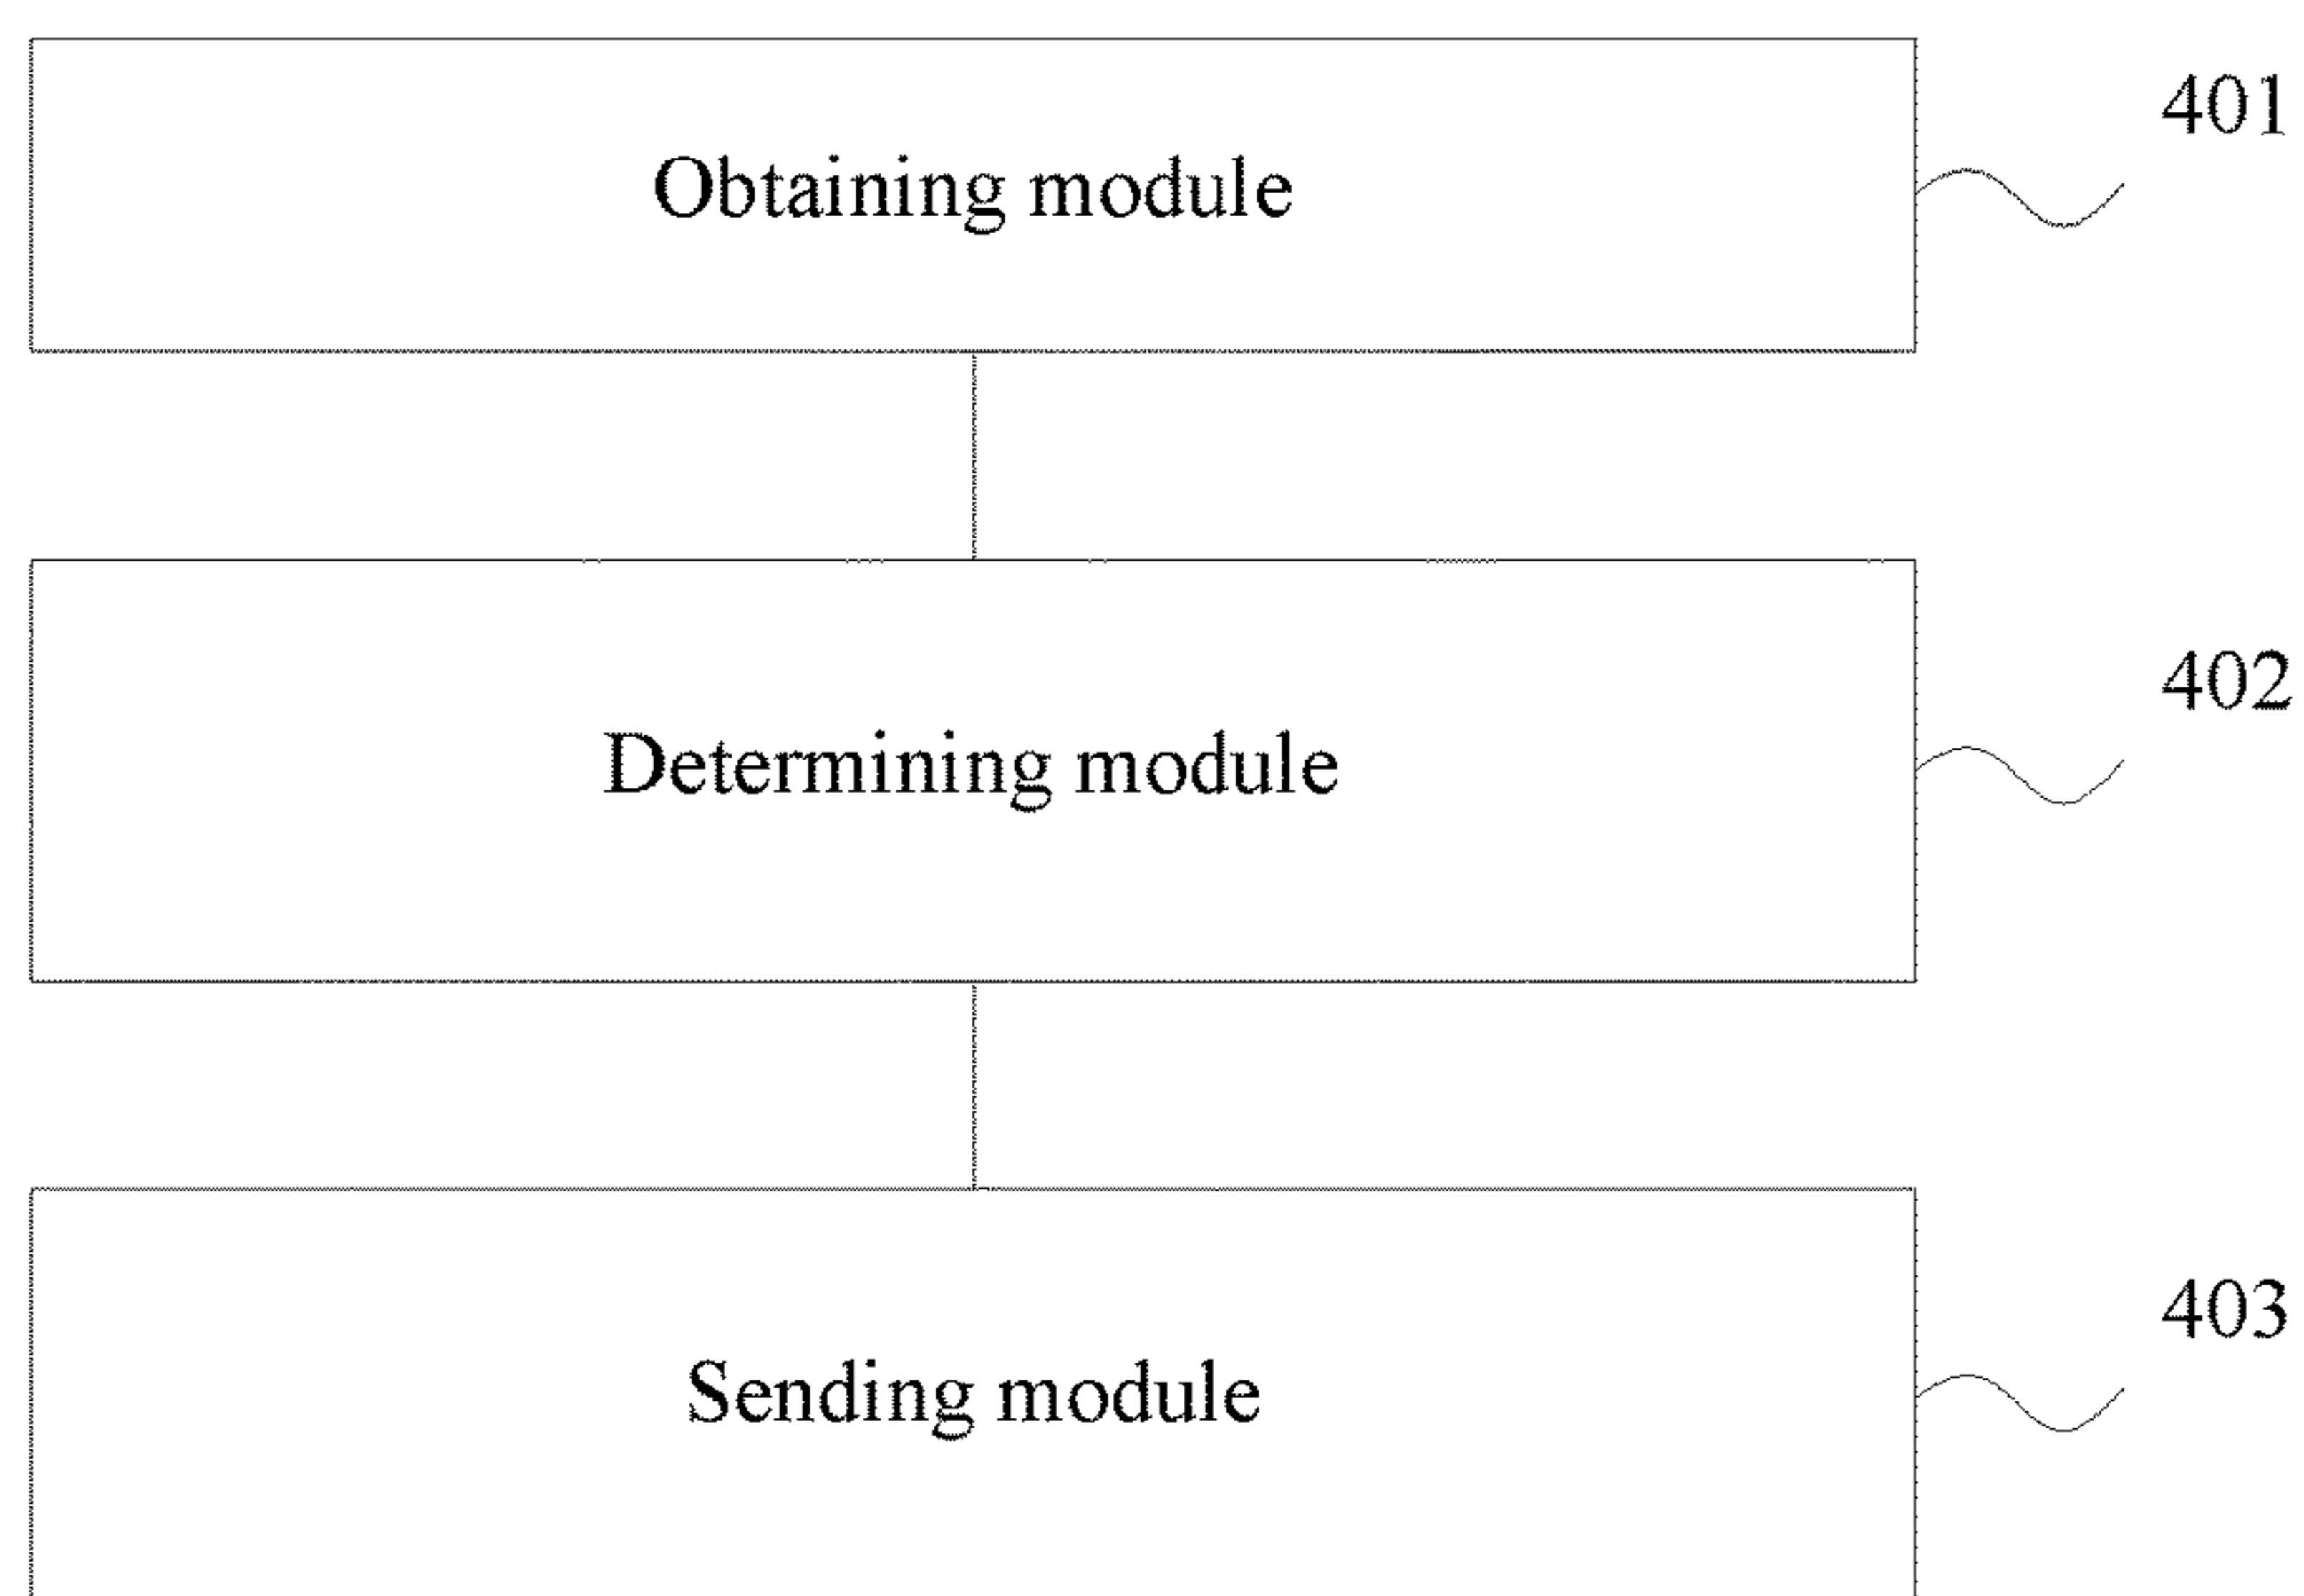 401
Obtaining module
402
Determining module
403
Sending module